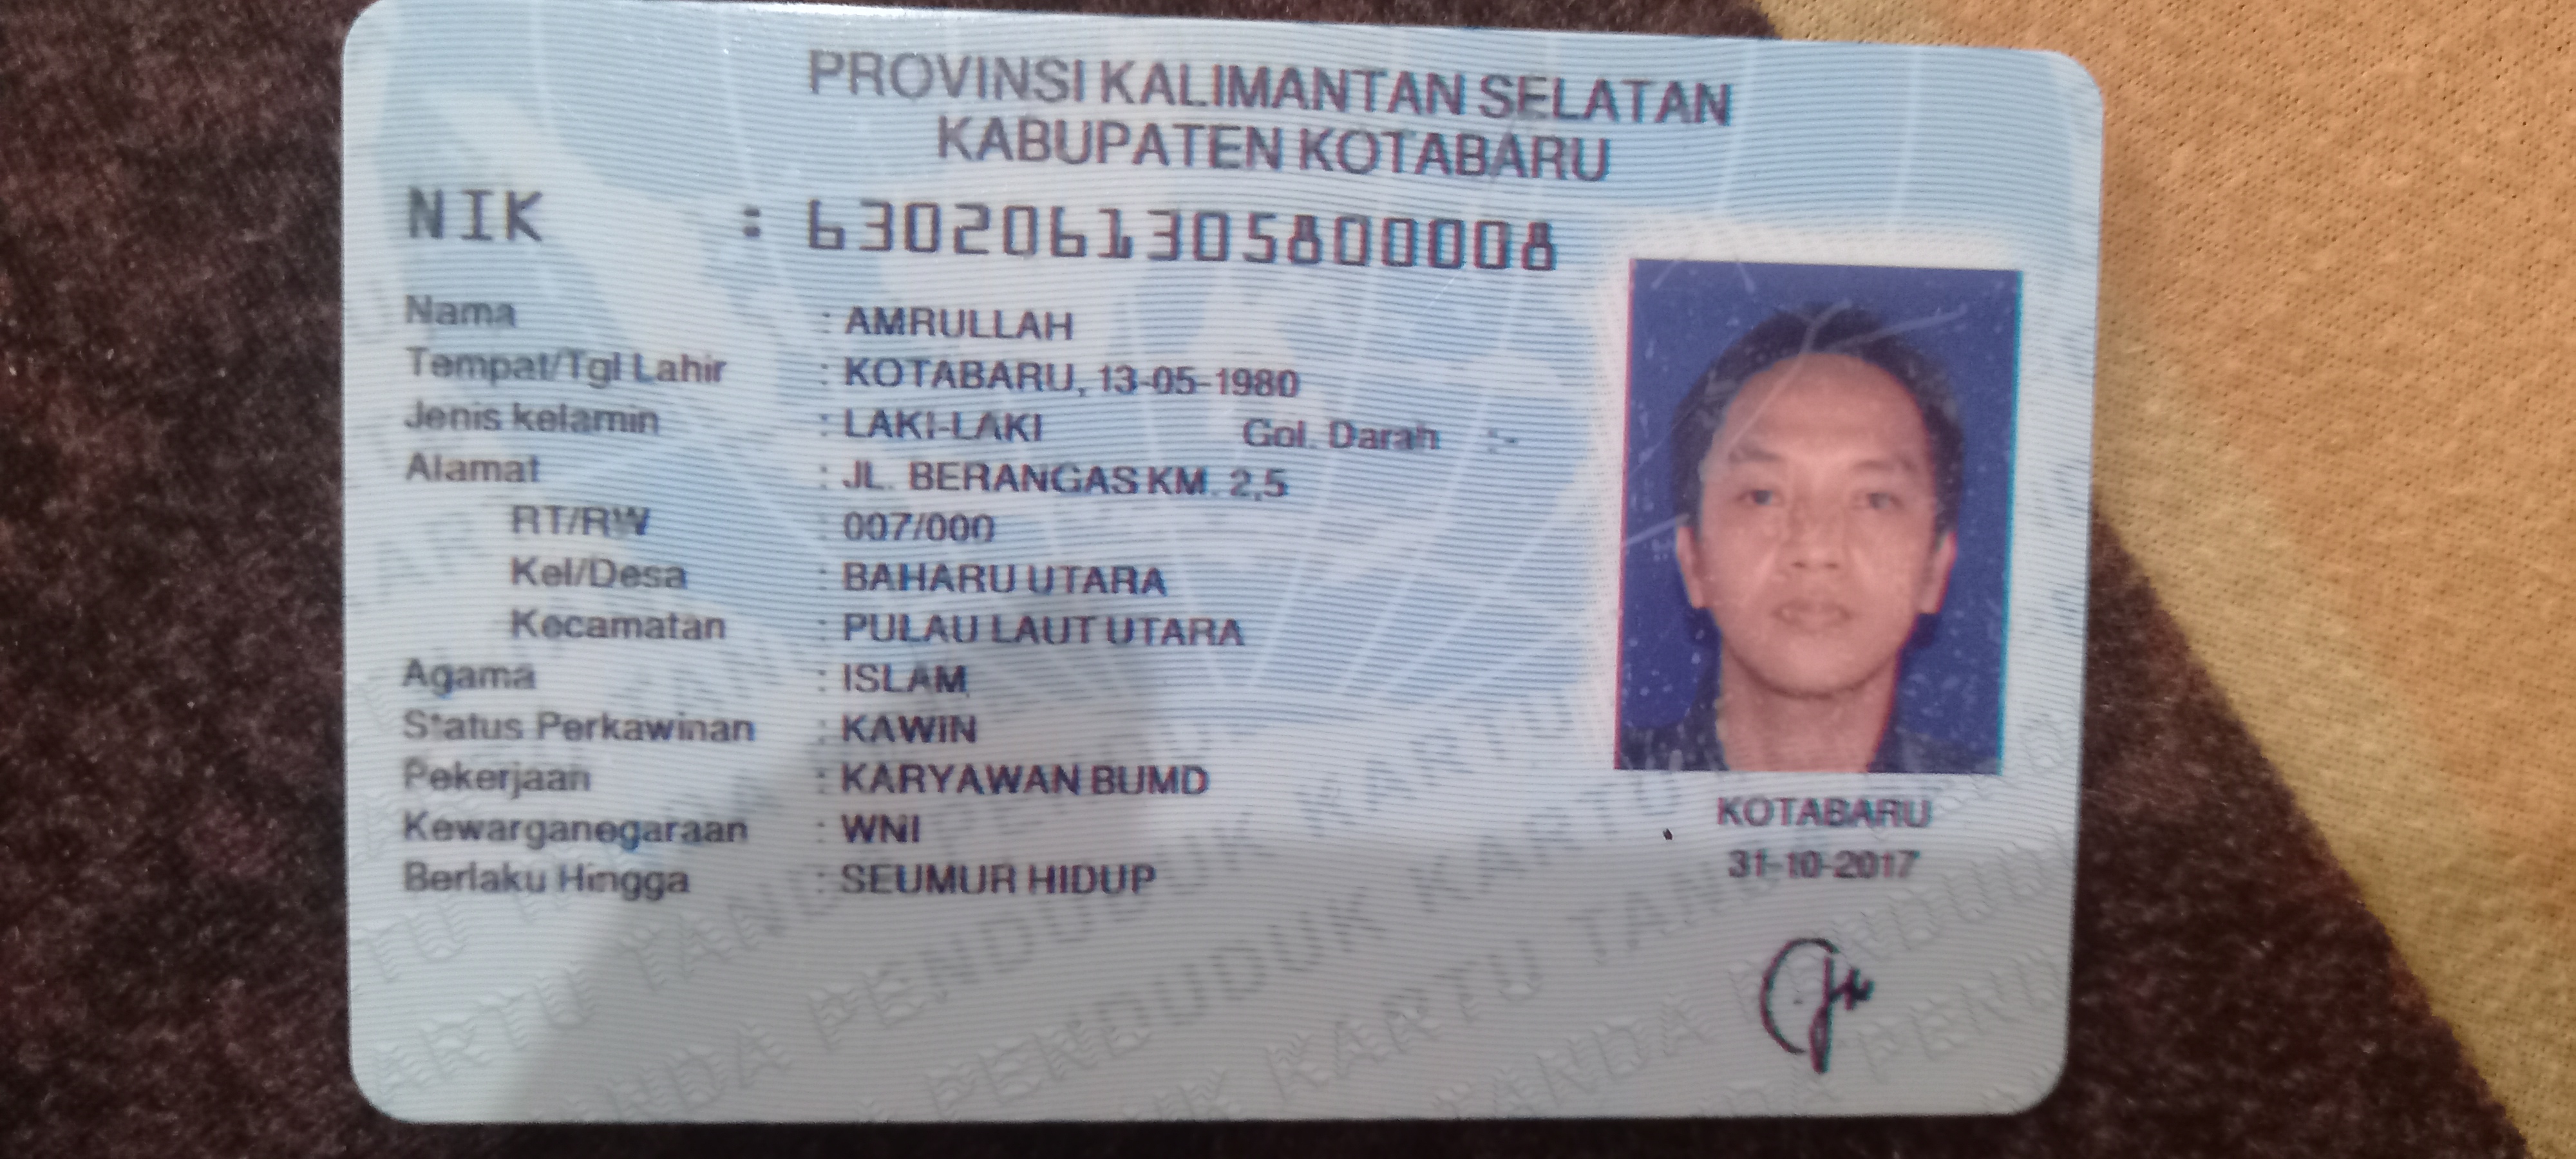 PROVINSI KALIMANTAN SELATAN
KABUPATEN KOTABARU
NIK : 6302061305800008
Nama : AMRULLAH
Tempat/Tgl Lahir : KOTABARU, 13-05-1980
Jenis kelamin : LAKI-LAKI Gol. Darah :-
Alamat : JL. BERANGAS KM. 2,5
RT/RW : 007/000
Kel/Desa : BAHARU UTARA
Kecamatan : PULAU LAUT UTARA
Agama : ISLAM
Status Perkawinan : KAWIN
Pekerjaan : KARYAWAN BUMD
Kewarganegaraan : WNI
Berlaku Hingga : SEUMUR HIDUP
KOTABARU
31-10-2017